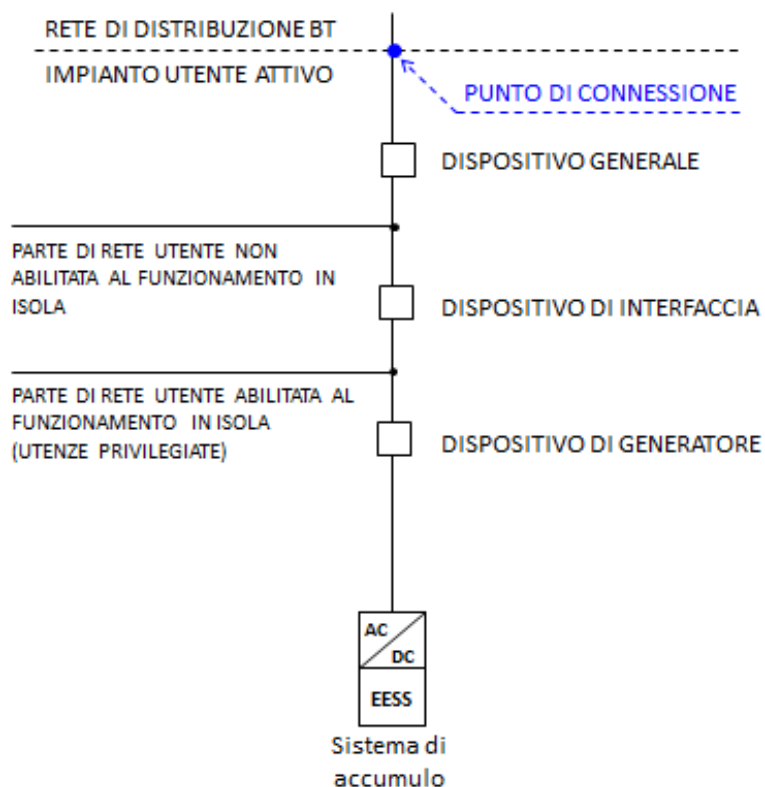 RETE DI DISTRIBUZIONE BT
IMPIANTO UTENTE ATTIVO
PUNTO DI CONNESSIONE
DISPOSITIVO GENERALE
PARTE DI RETE UTENTE NON
ABILITATA AL FUNZIONAMENTO IN
ISOLA
DISPOSITIVO DI INTERFACCIA
PARTE DI RETE UTENTE ABILITATA AL
FUNZIONAMENTO IN ISOLA
(UTENZE PRIVILEGIATE)
DISPOSITIVO DI GENERATORE
AC
DC
EESS
Sistema di
accumulo